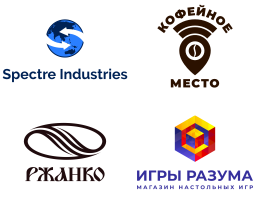 Spectre Industries
КОФЕЙНОЕ
МЕСТО
РЖАНКО
ИГРЫ РАЗУМА
МАГАЗИН НАСТОЛЬНЫХ ИГР